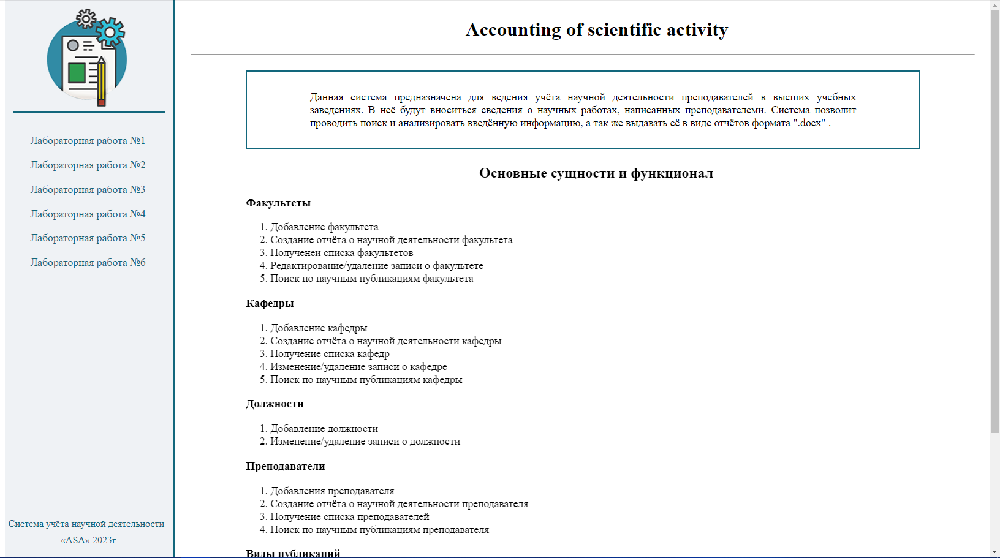 Лабораторная работа №1
Лабораторная работа №2
Лабораторная работа №3
Лабораторная работа №4
Лабораторная работа №5
Лабораторная работа №6
Система учёта научной деятельности
«ASA» 2023г.
Accounting of scientific activity
Данная система предназначена для ведения учёта научной деятельности преподавателей в высших учебных
заведениях. В неё будут вноситься сведения о научных работах, написанных преподавателеми. Система позволит
проводить поиск и анализировать введённую информацию, а так же выдавать её в виде отчётов формата ".docx" .
Основные сущности и функционал
Факультеты
1. Добавление факультета
2. Создание отчёта о научной деятельности факультета
3. Полученеи списка факультетов
4. Редактирование/удаление записи о факультете
5. Поиск по научным публикациям факультета
Кафедры
1. Добавление кафедры
2. Создание отчёта о научной деятельности кафедры
3. Получение списка кафедр
4. Изменение/удаление записи о кафедре
5. Поиск по научным публикациям кафедры
Должности
1. Добавление должности
2. Изменение/удаление записи о должности
Преподаватели
1. Добавления преподавателя
2. Создание отчёта о научной деятельности преподавателя
3. Получение списка преподавателей
4. Поиск по научным публикациям преподавателя
Виды публикаций